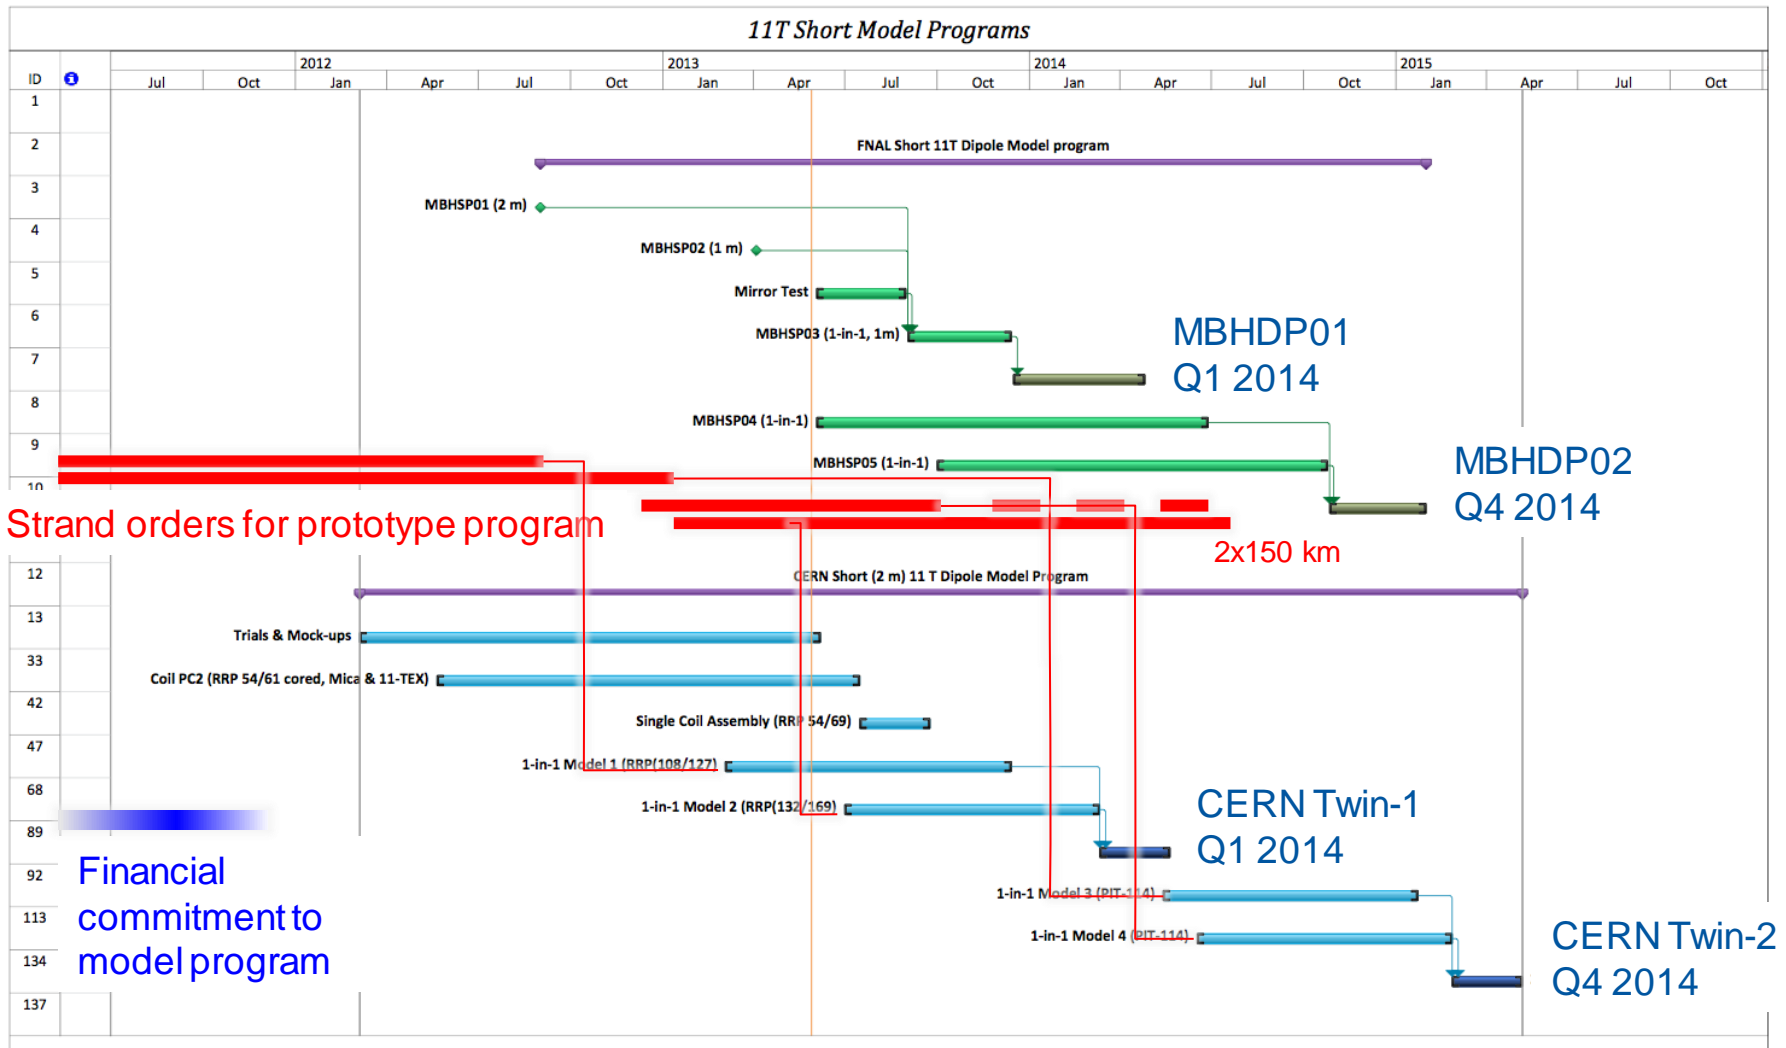 11T Short Model Programs
2012 2013 2014 2015
ID Jul Oct Jan Apr Jul Oct Jan Apr Jul Oct Jan Apr Jul Oct Jan Apr Jul Oct
1
2 FNAL Short 11T Dipole Model program
3 MBHSP01 (2 m)
4 MBHSP02 (1 m)
5 Mirror Test
6 MBHSP03 (1-in-1, 1m)
MBHDP01
Q1 2014
7
8 MBHSP04 (1-in-1)
9 MBHSP05 (1-in-1)
MBHDP02
Q4 2014
10
Strand orders for prototype program
2x150 km
12 CERN Short (2 m) 11 T Dipole Model Program
13 Trials & Mock-ups
33 Coil PC2 (RRP 54/61 cored, Mica & 11-TEX)
42 Single Coil Assembly (RRP 54/69)
47 1-in-1 Model 1 (RRP(108/127)
68 1-in-1 Model 2 (RRP(132/169)
CERN Twin-1
Q1 2014
89
Financial
commitment to
model program
92 1-in-1 Model 3 (PIT-114)
113 1-in-1 Model 4 (PIT-114)
CERN Twin-2
Q4 2014
134
137